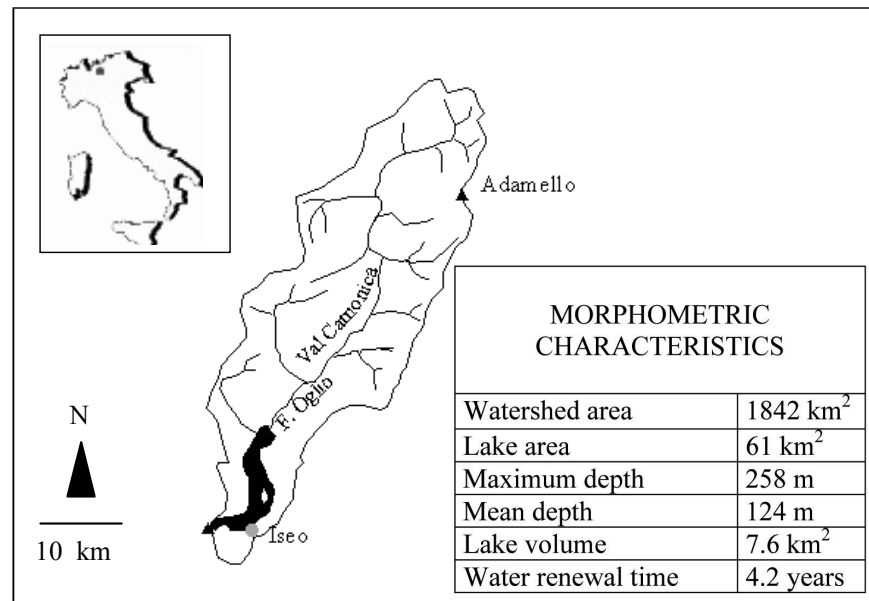 Adamello
Val Camonica
F. Oglio
Iseo
N
10 km
MORPHOMETRIC
CHARACTERISTICS
Watershed area 1842 km²
Lake area 61 km²
Maximum depth 258 m
Mean depth 124 m
Lake volume 7.6 km²
Water renewal time 4.2 years